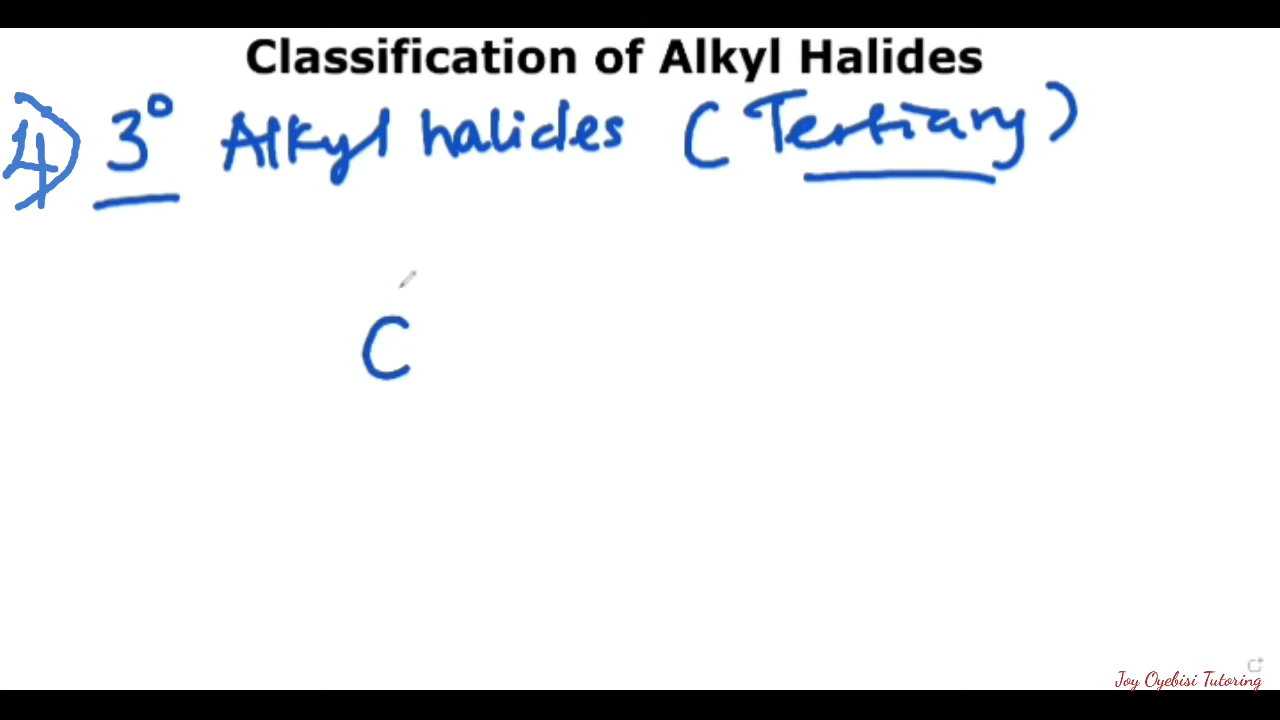 Classification of Alkyl Halides
4) 3° Alkyl halides (Tertiary)
C
Joy Oyebisi Tutoring